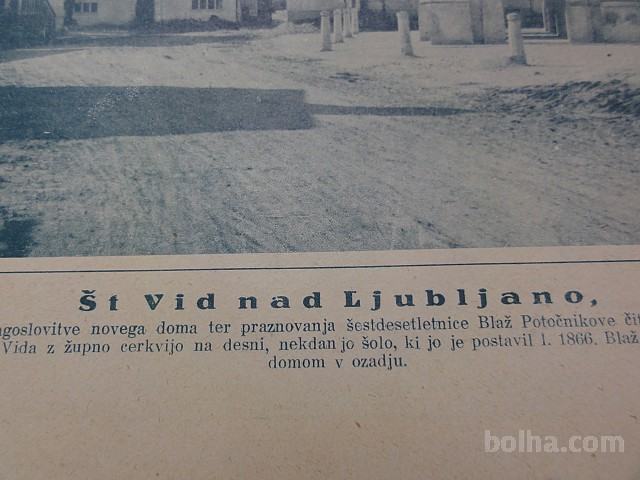 Št Vid nad Ljubljano,
agoslovitve novega doma ter praznovanja šestdesetletnice Blaž Potočnikove čit
Vida z župno cerkvijo na desni, nekdanjo šolo, ki jo je postavil l. 1866. Blaž
domom v ozadju.
bolha.com